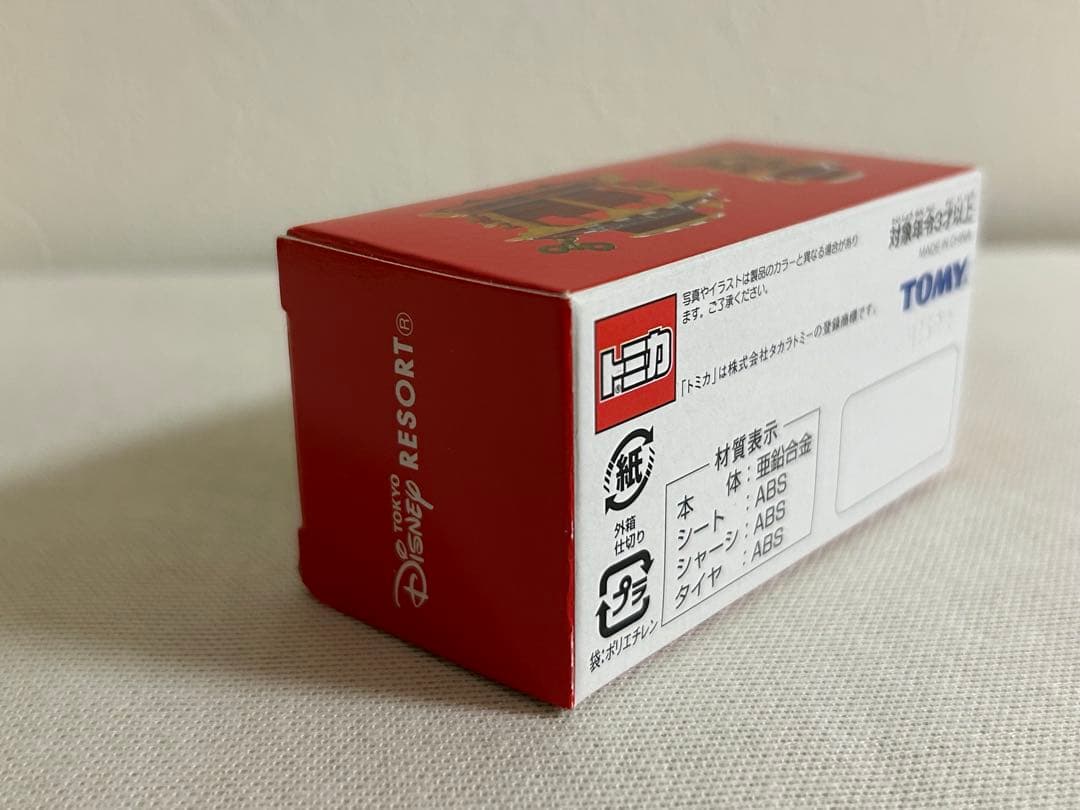 TOKYO
Disney RESORT®
トミカ
®
写真やイラストは製品のカラーと異なる場合があり
ます。ご了承ください。
「トミカ」は株式会社タカラトミーの登録商標です。
対象年令3才以上
MADE IN CHINA
TOMY
紙
外箱
仕切り
プラ
袋:ポリエチレン
材質表示
本体:亜鉛合金
シート:ABS
シャーシ:ABS
タイヤ:ABS